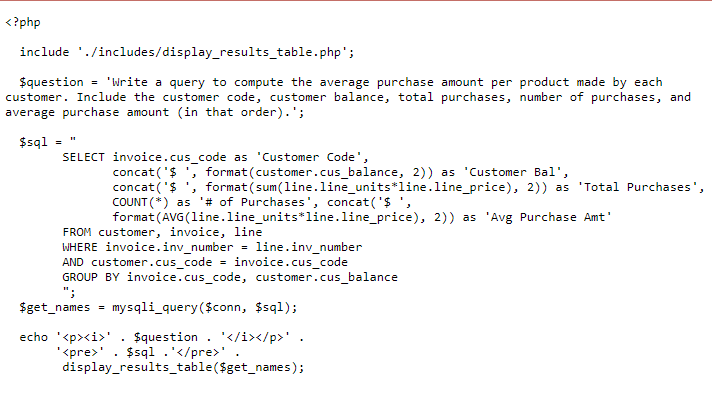 <?php
include './includes/display_results_table.php';
$question = 'Write a query to compute the average purchase amount per product made by each
customer. Include the customer code, customer balance, total purchases, number of purchases, and
average purchase amount (in that order).';
$sql = "
SELECT invoice.cus_code as 'Customer Code',
concat('$ ', format(customer.cus_balance, 2)) as 'Customer Bal',
concat('$ ', format(sum(line.line_units*line.line_price), 2)) as 'Total Purchases',
COUNT(*) as '# of Purchases', concat('$ ',
format(AVG(line.line_units*line.line_price), 2)) as 'Avg Purchase Amt'
FROM customer, invoice, line
WHERE invoice.inv_number = line.inv_number
AND customer.cus_code = invoice.cus_code
GROUP BY invoice.cus_code, customer.cus_balance
";
$get_names = mysqli_query($conn, $sql);
echo '<p><i>' . $question . '</i></p>' .
'<pre>' . $sql .'</pre>' .
display_results_table($get_names);